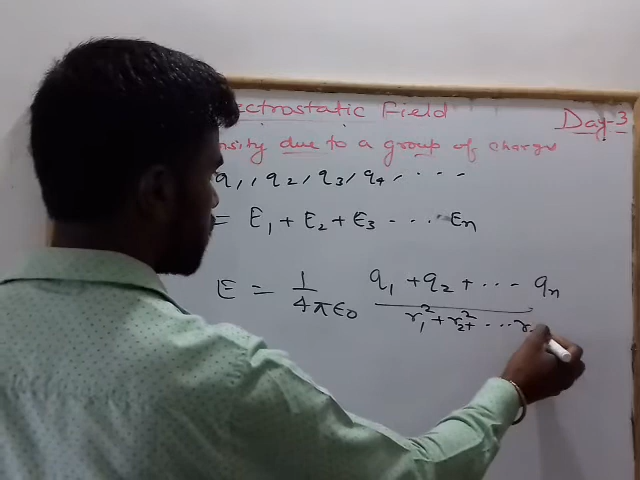 ectrostatic Field
Day-3
nsity due to a group of charges
q1, q2, q3, q4, ....
= E1 + E2 + E3 - ... En
E = 1/4πε0 q1 + q2 + ... qn / r1² + r2² + ... r